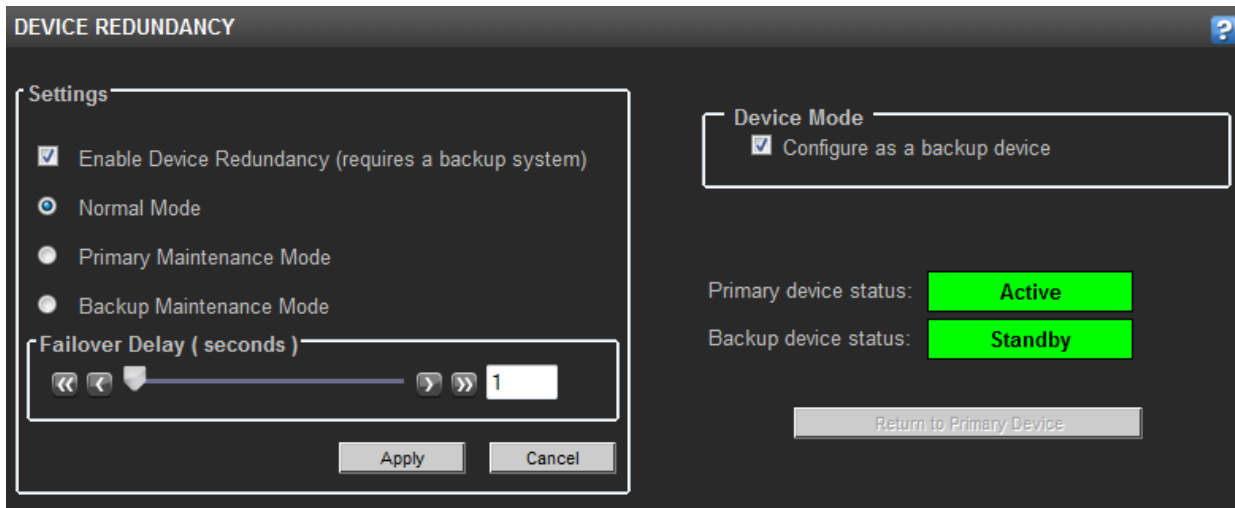 DEVICE REDUNDANCY
?
Settings
Enable Device Redundancy (requires a backup system)
Normal Mode
Primary Maintenance Mode
Backup Maintenance Mode
Failover Delay ( seconds )
1
Apply
Cancel
Device Mode
Configure as a backup device
Primary device status:
Active
Backup device status:
Standby
Return to Primary Device